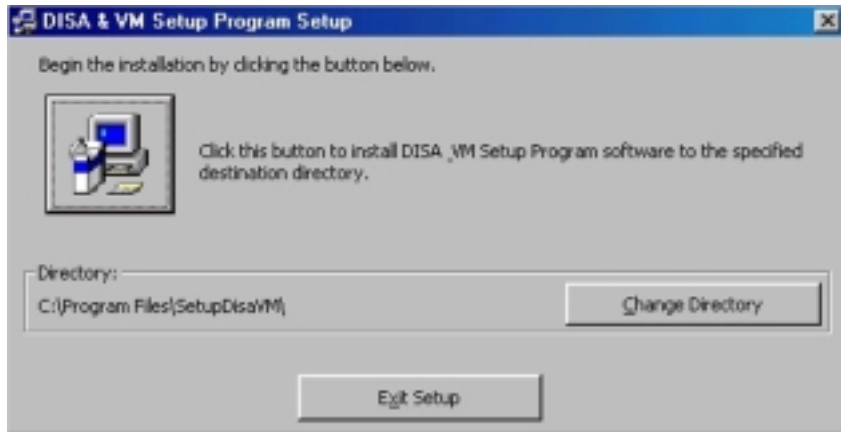 DISA & VM Setup Program Setup
Begin the installation by clicking the button below.
Click this button to install DISA _VM Setup Program software to the specified
destination directory.
Directory:
C:\Program Files\SetupDisaVM\
Change Directory
Exit Setup